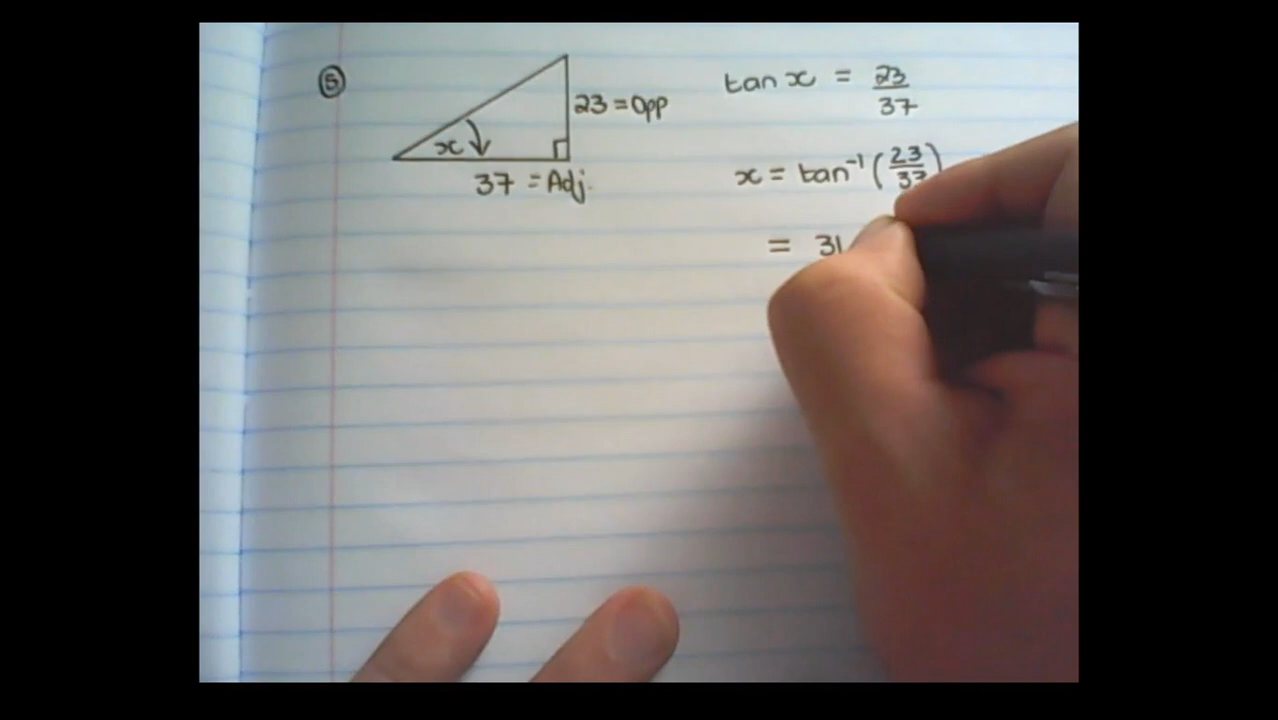 5
23 = Opp
x
37 = Adj.
tan x = 23/37
x = tan⁻¹ (23/37)
= 31